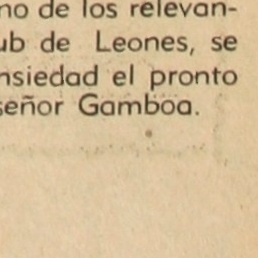 no de los relevan-
ub de Leones, se
nsiedad el pronto
señor Gamboa.